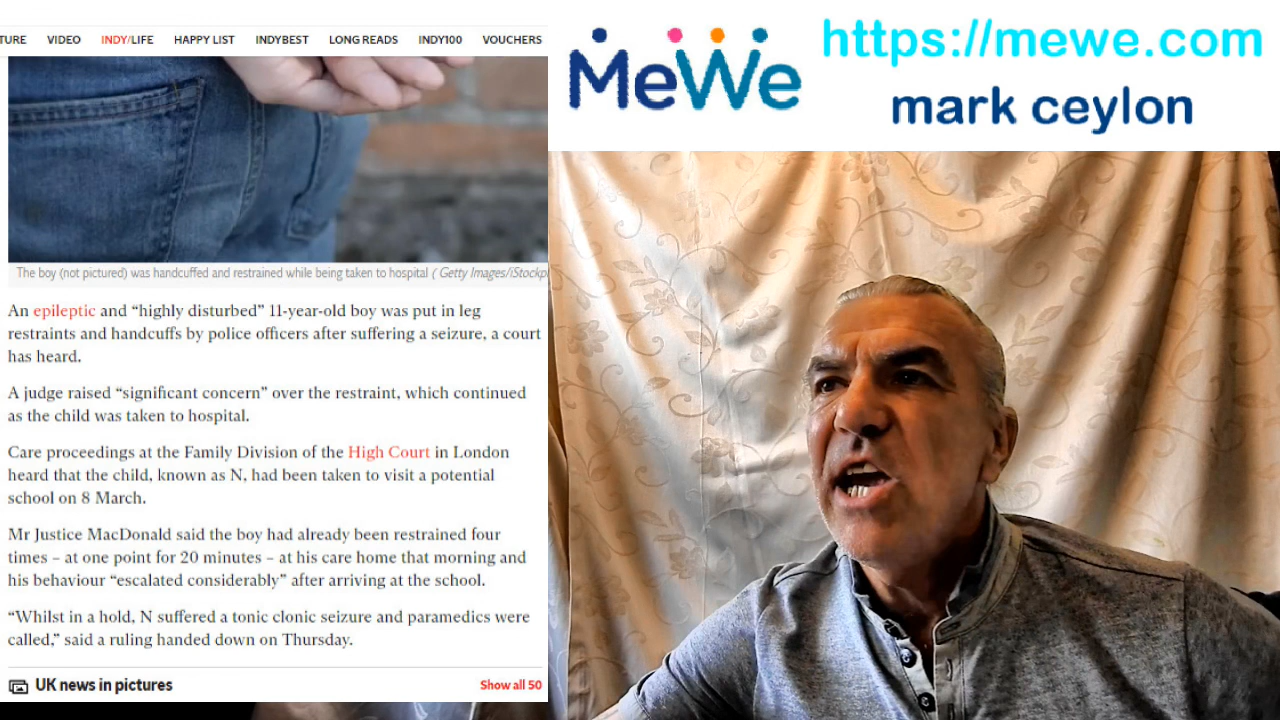 TURE VIDEO INDY/LIFE HAPPY LIST INDYBEST LONG READS INDY100 VOUCHERS
MeWe
https://mewe.com
mark ceylon
The boy (not pictured) was handcuffed and restrained while being taken to hospital ( Getty Images/iStockp
An epileptic and “highly disturbed” 11-year-old boy was put in leg
restraints and handcuffs by police officers after suffering a seizure, a court
has heard.
A judge raised “significant concern” over the restraint, which continued
as the child was taken to hospital.
Care proceedings at the Family Division of the High Court in London
heard that the child, known as N, had been taken to visit a potential
school on 8 March.
Mr Justice MacDonald said the boy had already been restrained four
times – at one point for 20 minutes – at his care home that morning and
his behaviour “escalated considerably” after arriving at the school.
“Whilst in a hold, N suffered a tonic clonic seizure and paramedics were
called,” said a ruling handed down on Thursday.
UK news in pictures
Show all 50